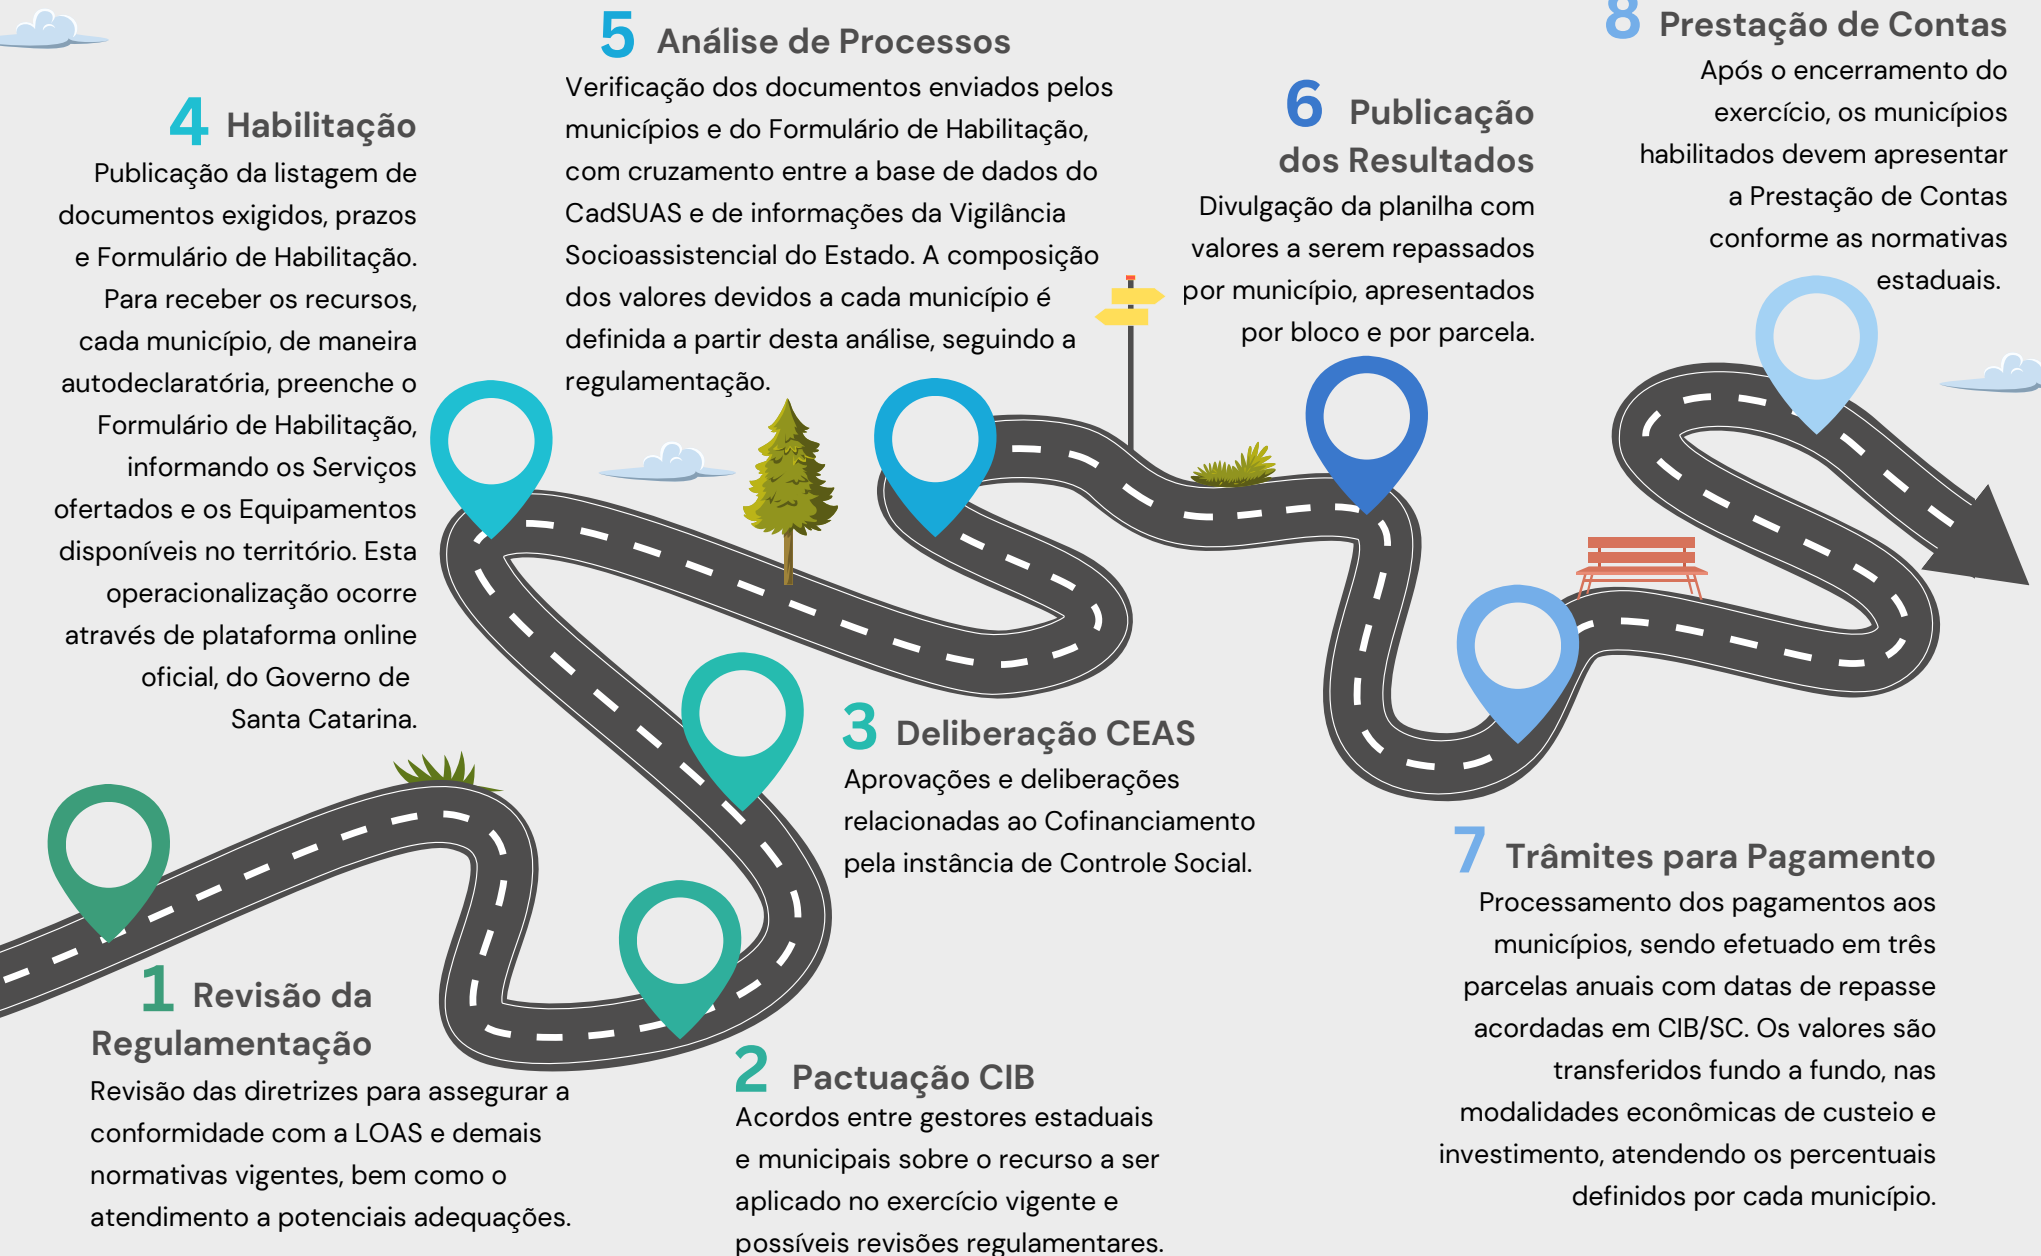 1 Revisão da
Regulamentação
Revisão das diretrizes para assegurar a
conformidade com a LOAS e demais
normativas vigentes, bem como o
atendimento a potenciais adequações.
2 Pactuação CIB
Acordos entre gestores estaduais
e municipais sobre o recurso a ser
aplicado no exercício vigente e
possíveis revisões regulamentares.
3 Deliberação CEAS
Aprovações e deliberações
relacionadas ao Cofinanciamento
pela instância de Controle Social.
4 Habilitação
Publicação da listagem de
documentos exigidos, prazos
e Formulário de Habilitação.
Para receber os recursos,
cada município, de maneira
autodeclaratória, preenche o
Formulário de Habilitação,
informando os Serviços
ofertados e os Equipamentos
disponíveis no território. Esta
operacionalização ocorre
através de plataforma online
oficial, do Governo de
Santa Catarina.
5 Análise de Processos
Verificação dos documentos enviados pelos
municípios e do Formulário de Habilitação,
com cruzamento entre a base de dados do
CadSUAS e de informações da Vigilância
Socioassistencial do Estado. A composição
dos valores devidos a cada município é
definida a partir desta análise, seguindo a
regulamentação.
6 Publicação
dos Resultados
Divulgação da planilha com
valores a serem repassados
por município, apresentados
por bloco e por parcela.
7 Trâmites para Pagamento
Processamento dos pagamentos aos
municípios, sendo efetuado em três
parcelas anuais com datas de repasse
acordadas em CIB/SC. Os valores são
transferidos fundo a fundo, nas
modalidades econômicas de custeio e
investimento, atendendo os percentuais
definidos por cada município.
8 Prestação de Contas
Após o encerramento do
exercício, os municípios
habilitados devem apresentar
a Prestação de Contas
conforme as normativas
estaduais.